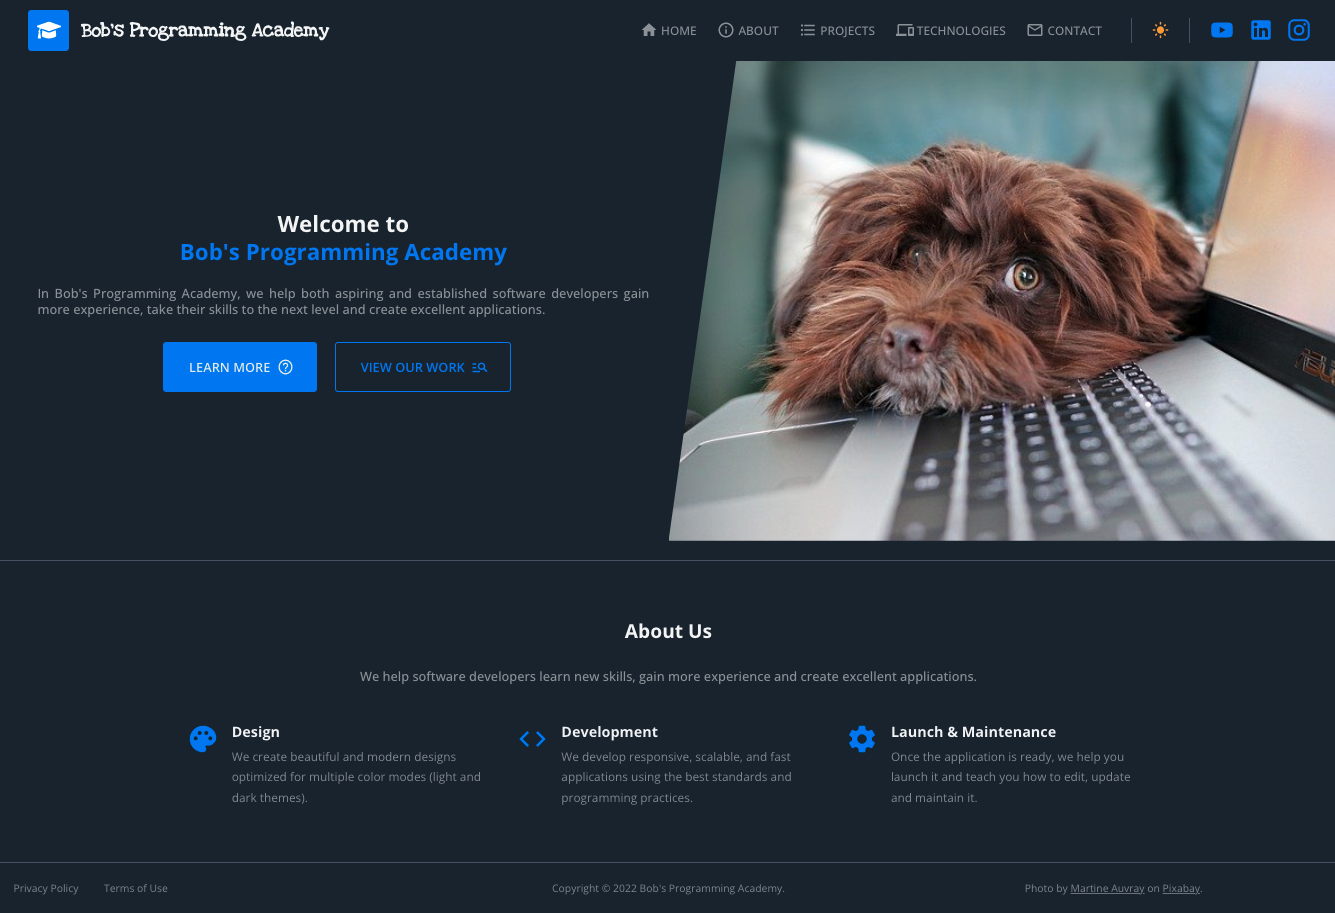 Bob's Programming Academy
HOME
ABOUT
PROJECTS
TECHNOLOGIES
CONTACT
Welcome to
Bob's Programming Academy
In Bob's Programming Academy, we help both aspiring and established software developers gain
more experience, take their skills to the next level and create excellent applications.
LEARN MORE
VIEW OUR WORK
About Us
We help software developers learn new skills, gain more experience and create excellent applications.
Design
We create beautiful and modern designs
optimized for multiple color modes (light and
dark themes).
Development
We develop responsive, scalable, and fast
applications using the best standards and
programming practices.
Launch & Maintenance
Once the application is ready, we help you
launch it and teach you how to edit, update
and maintain it.
Privacy Policy
Terms of Use
Copyright © 2022 Bob's Programming Academy.
Photo by Martine Auvray on Pixabay.